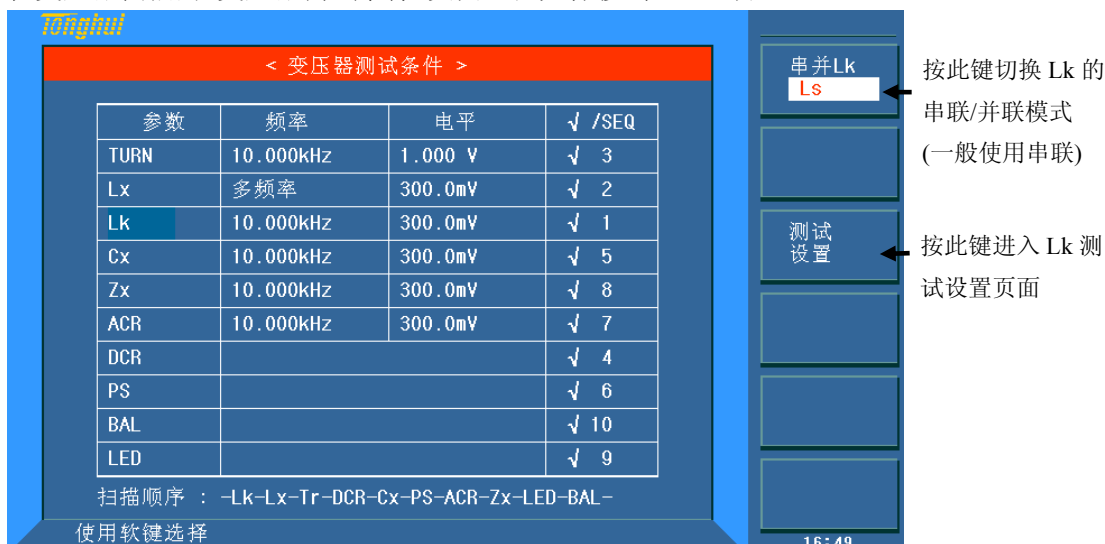 Tonghui
< 变压器测试条件 >
参数 频率 电平 √ /SEQ
TURN 10.000kHz 1.000 V √ 3
Lx 多频率 300.0mV √ 2
Lk 10.000kHz 300.0mV √ 1
Cx 10.000kHz 300.0mV √ 5
Zx 10.000kHz 300.0mV √ 8
ACR 10.000kHz 300.0mV √ 7
DCR √ 4
PS √ 6
BAL √ 10
LED √ 9
扫描顺序 : -Lk-Lx-Tr-DCR-Cx-PS-ACR-Zx-LED-BAL-
使用软键选择
串并Lk
Ls
测试
设置
16:49
按此键切换 Lk 的
串联/并联模式
(一般使用串联)
按此键进入 Lk 测
试设置页面